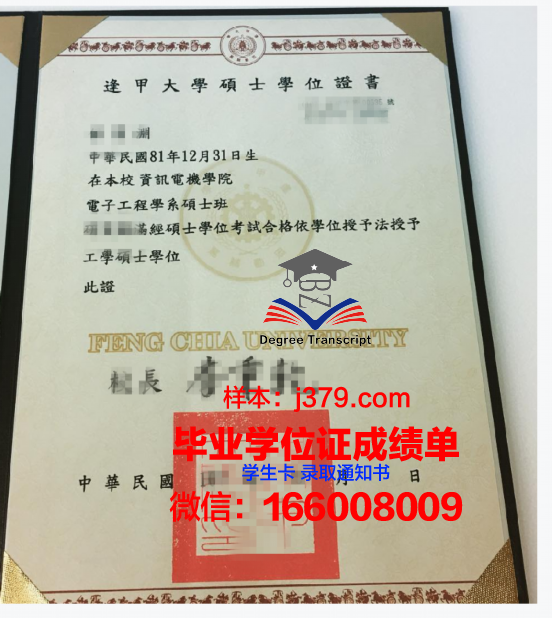 逢甲大學碩士學位證書
號
中華民國81年12月31日生
在本校 資訊電機學院
電子工程學系碩士班
經碩士學位考試合格依學位授予法授予
工學碩士學位
此證
BZ
Degree Transcript
FENG CHIA UNIVERSITY
校長
样本：j379.com
毕业学位证成绩单
学生卡 录取通知书
中華民國 月 日
微信：166008009